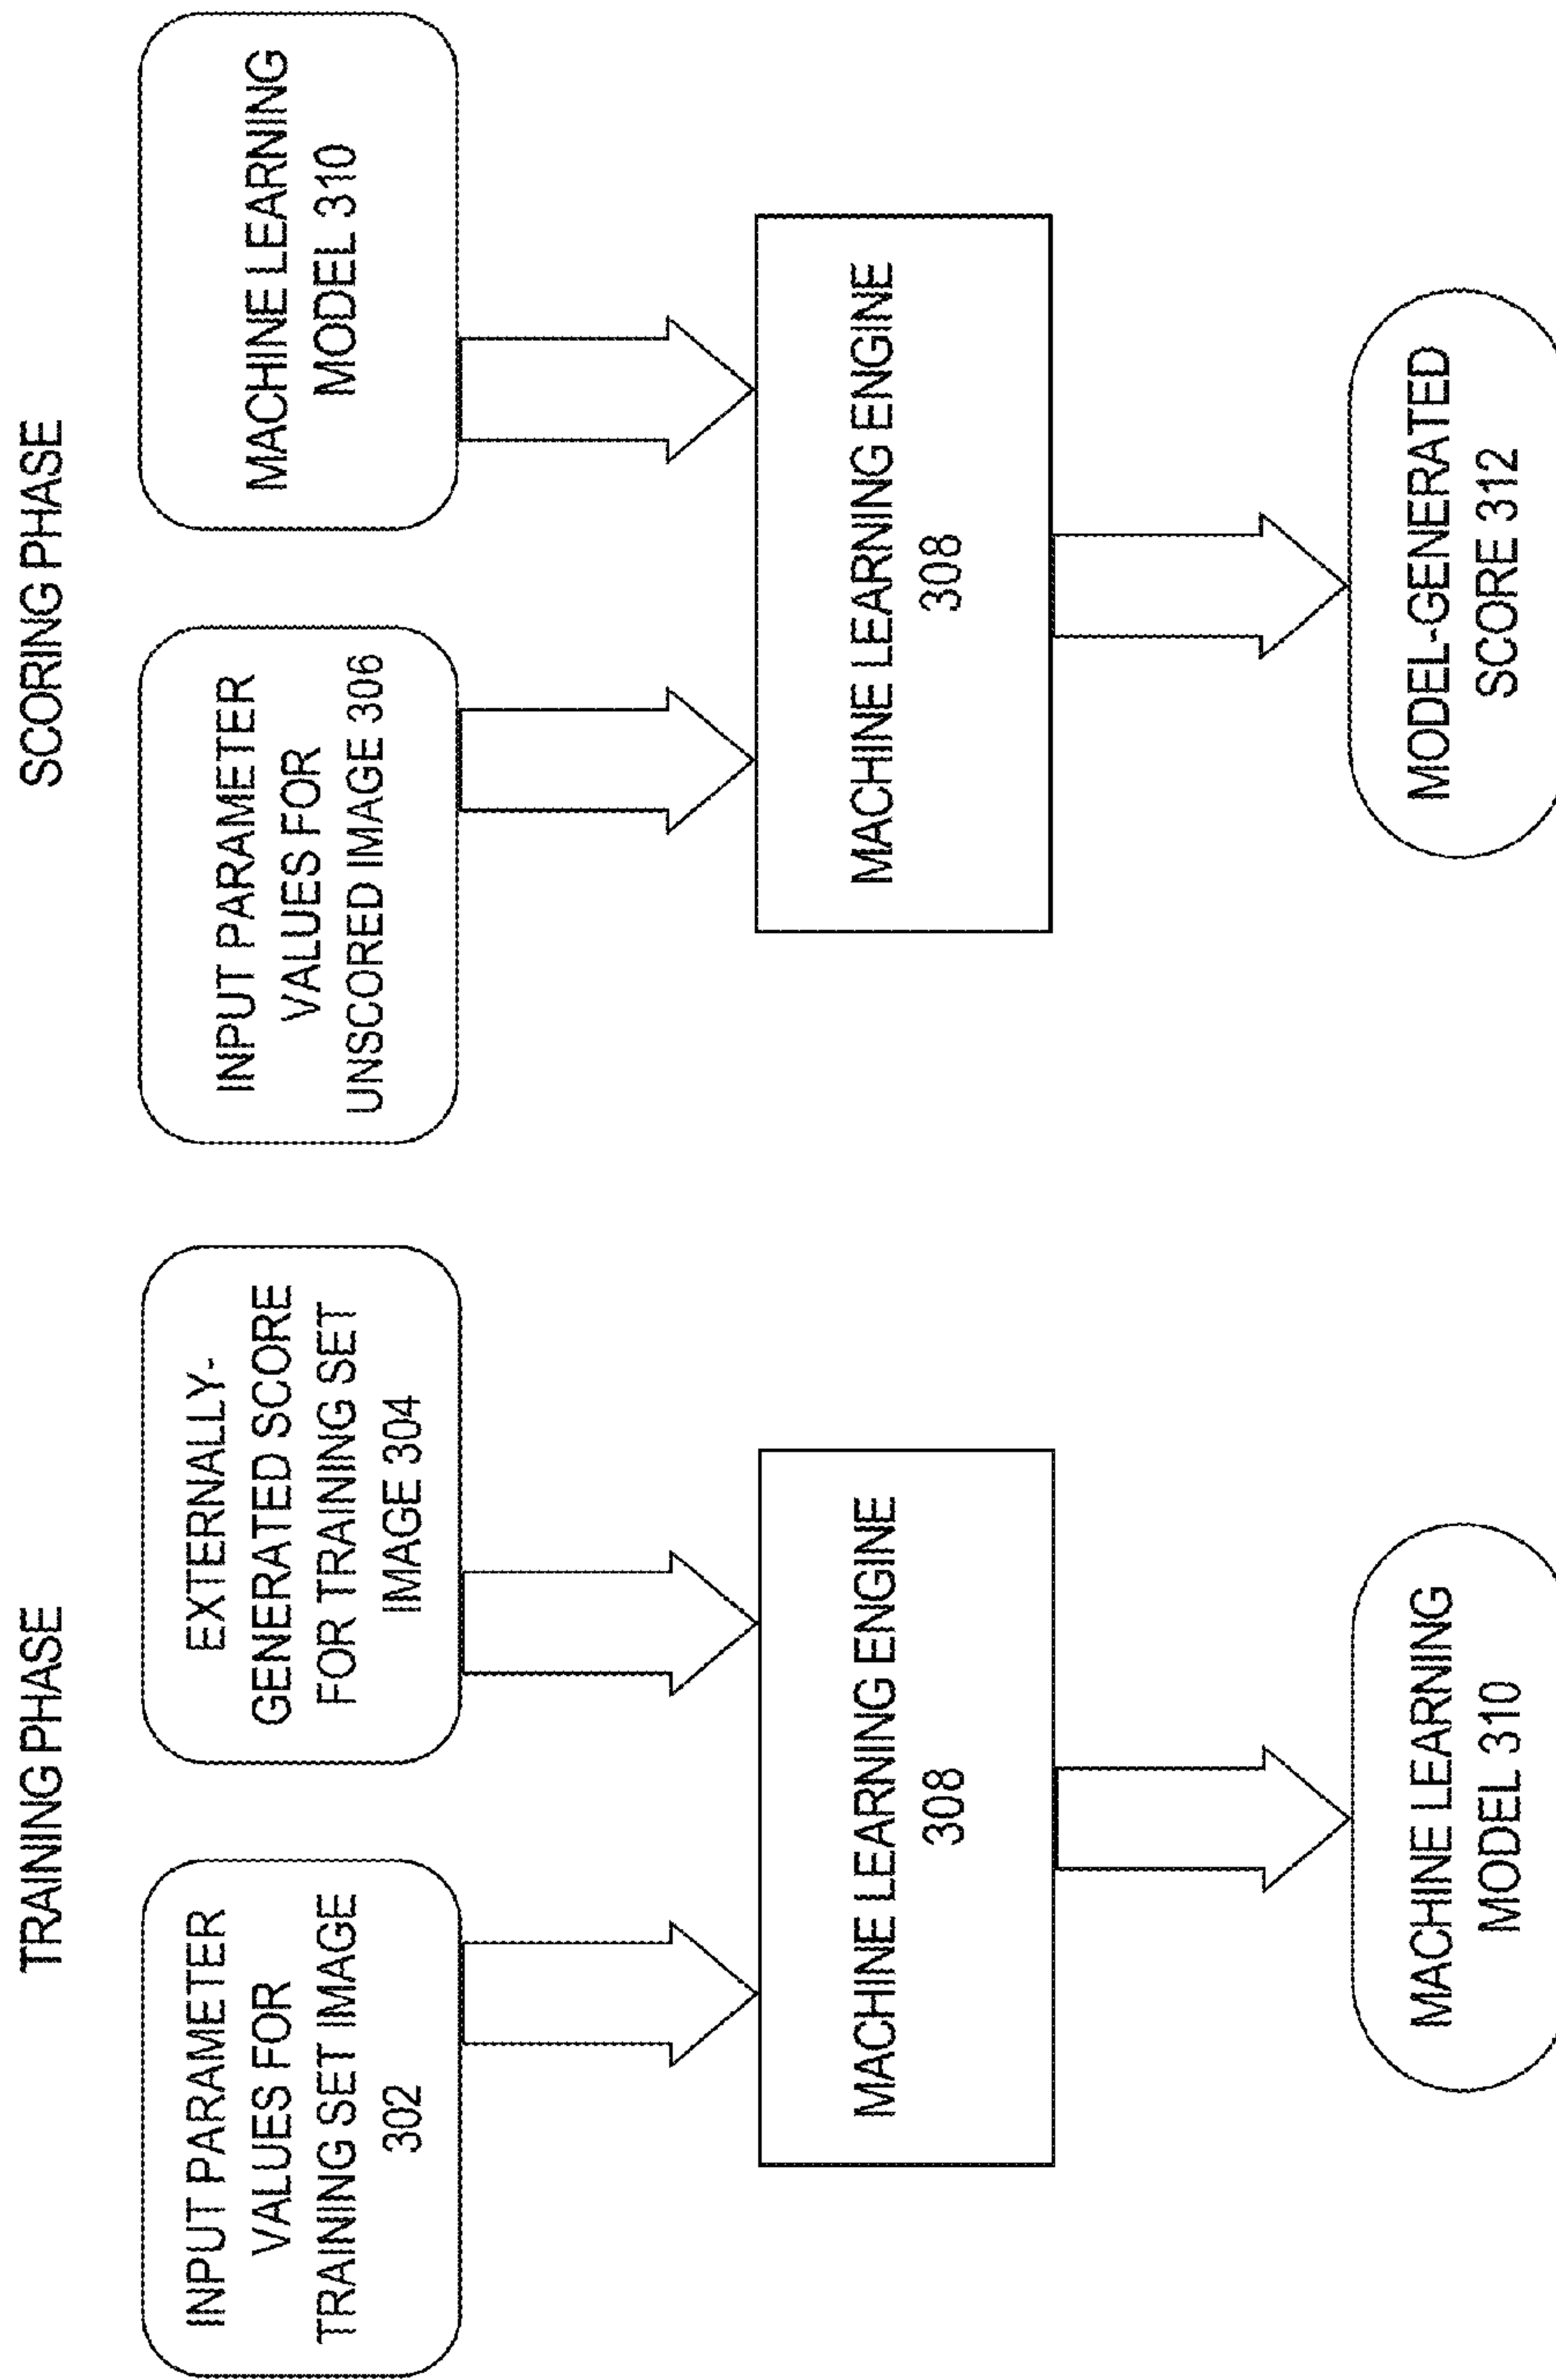 TRAINING PHASE
INPUT PARAMETER
VALUES FOR
TRAINING SET IMAGE
302
EXTERNALLY-
GENERATED SCORE
FOR TRAINING SET
IMAGE 304
MACHINE LEARNING ENGINE
308
MACHINE LEARNING
MODEL 310
SCORING PHASE
INPUT PARAMETER
VALUES FOR
UNSCORED IMAGE 306
MACHINE LEARNING
MODEL 310
MACHINE LEARNING ENGINE
308
MODEL-GENERATED
SCORE 312